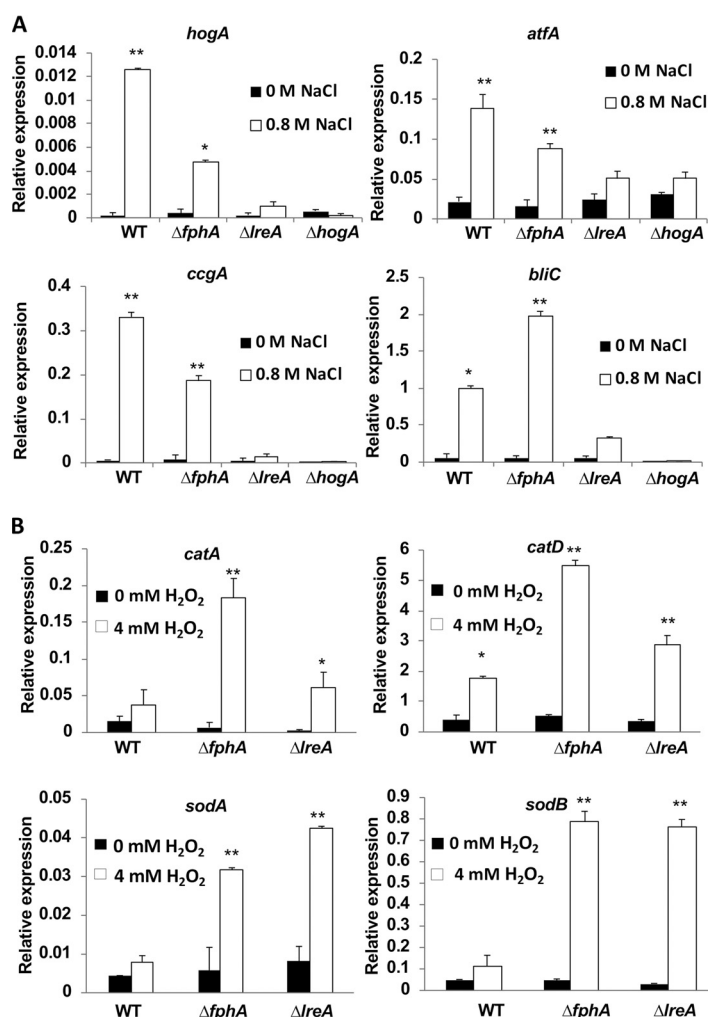 A
hogA
Relative expression
0.014
0.012
0.01
0.008
0.006
0.004
0.002
0
**
*
0 M NaCl
0.8 M NaCl
WT
ΔfphA
ΔlreA
ΔhogA
atfA
Relative expression
0.2
0.15
0.1
0.05
0
**
**
0 M NaCl
0.8 M NaCl
WT
ΔfphA
ΔlreA
ΔhogA
ccgA
Relative expression
0.4
0.3
0.2
0.1
0
**
**
0 M NaCl
0.8 M NaCl
WT
ΔfphA
ΔlreA
ΔhogA
bliC
Relative expression
2.5
2
1.5
1
0.5
0
*
**
0 M NaCl
0.8 M NaCl
WT
ΔfphA
ΔlreA
ΔhogA
B
catA
Relative expression
0.25
0.2
0.15
0.1
0.05
0
0 mM H₂O₂
4 mM H₂O₂
**
*
WT
ΔfphA
ΔlreA
catD
Relative expression
6
5
4
3
2
1
0
0 mM H₂O₂
4 mM H₂O₂
*
**
**
WT
ΔfphA
ΔlreA
sodA
Relative expression
0.05
0.04
0.03
0.02
0.01
0
0 mM H₂O₂
4 mM H₂O₂
**
**
WT
ΔfphA
ΔlreA
sodB
Relative expression
0.9
0.8
0.7
0.6
0.5
0.4
0.3
0.2
0.1
0
0 mM H₂O₂
4 mM H₂O₂
**
**
WT
ΔfphA
ΔlreA